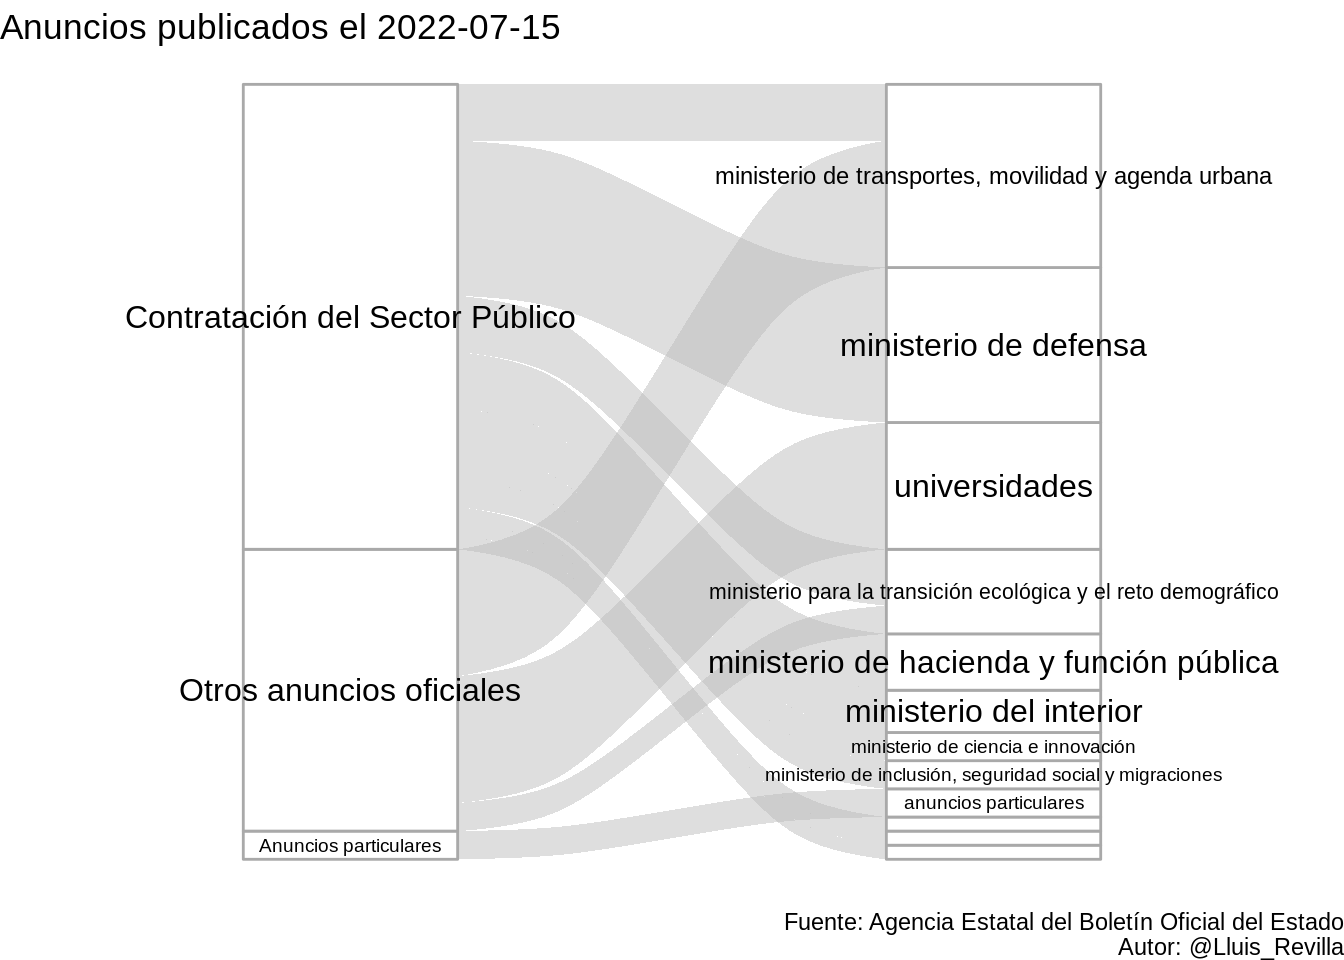 Anuncios publicados el 2022-07-15
Contratación del Sector Público
Otros anuncios oficiales
Anuncios particulares
ministerio de transportes, movilidad y agenda urbana
ministerio de defensa
universidades
ministerio para la transición ecológica y el reto demográfico
ministerio de hacienda y función pública
ministerio del interior
ministerio de ciencia e innovación
ministerio de inclusión, seguridad social y migraciones
anuncios particulares
Fuente: Agencia Estatal del Boletín Oficial del Estado
Autor: @Lluis_Revilla